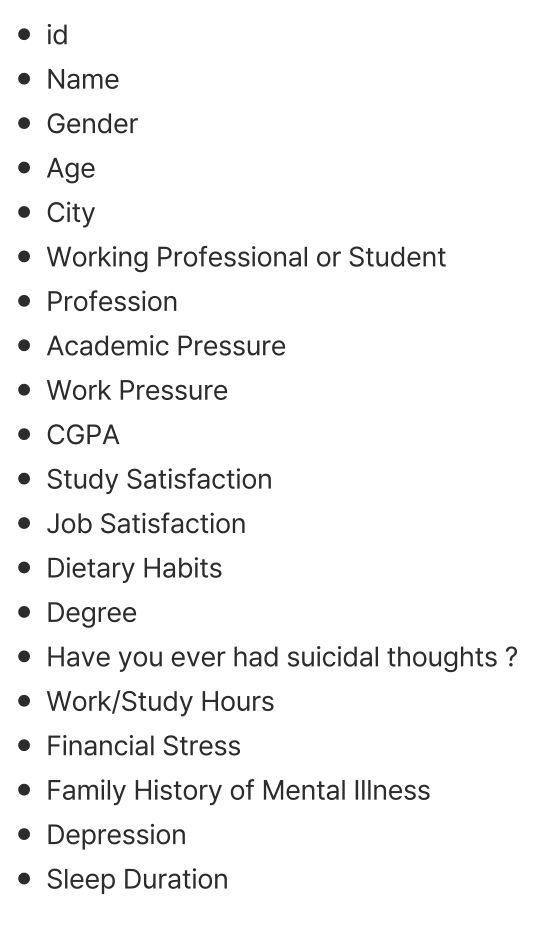 • id
• Name
• Gender
• Age
• City
• Working Professional or Student
• Profession
• Academic Pressure
• Work Pressure
• CGPA
• Study Satisfaction
• Job Satisfaction
• Dietary Habits
• Degree
• Have you ever had suicidal thoughts ?
• Work/Study Hours
• Financial Stress
• Family History of Mental Illness
• Depression
• Sleep Duration